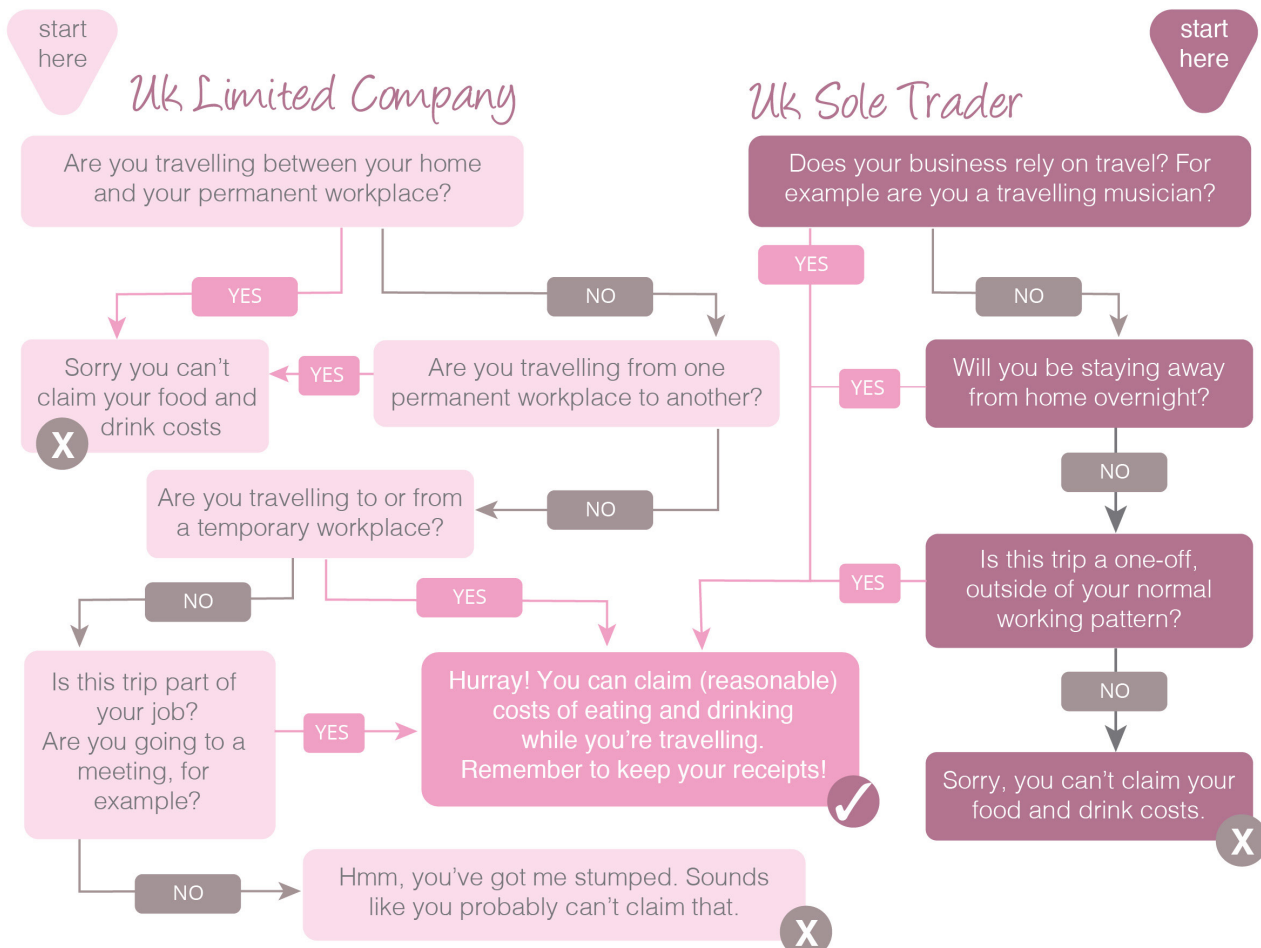 start
here
Uk Limited Company
Are you travelling between your home
and your permanent workplace?
YES
NO
Sorry you can't
claim your food and
drink costs
X
YES
Are you travelling from one
permanent workplace to another?
Are you travelling to or from
a temporary workplace?
NO
NO
YES
Is this trip part of
your job?
Are you going to a
meeting, for
example?
YES
Hurray! You can claim (reasonable)
costs of eating and drinking
while you're travelling.
Remember to keep your receipts!
NO
Hmm, you've got me stumped. Sounds
like you probably can't claim that.
X
start
here
Uk Sole Trader
Does your business rely on travel? For
example are you a travelling musician?
YES
NO
YES
Will you be staying away
from home overnight?
NO
YES
Is this trip a one-off,
outside of your normal
working pattern?
NO
Sorry, you can't claim your
food and drink costs.
X